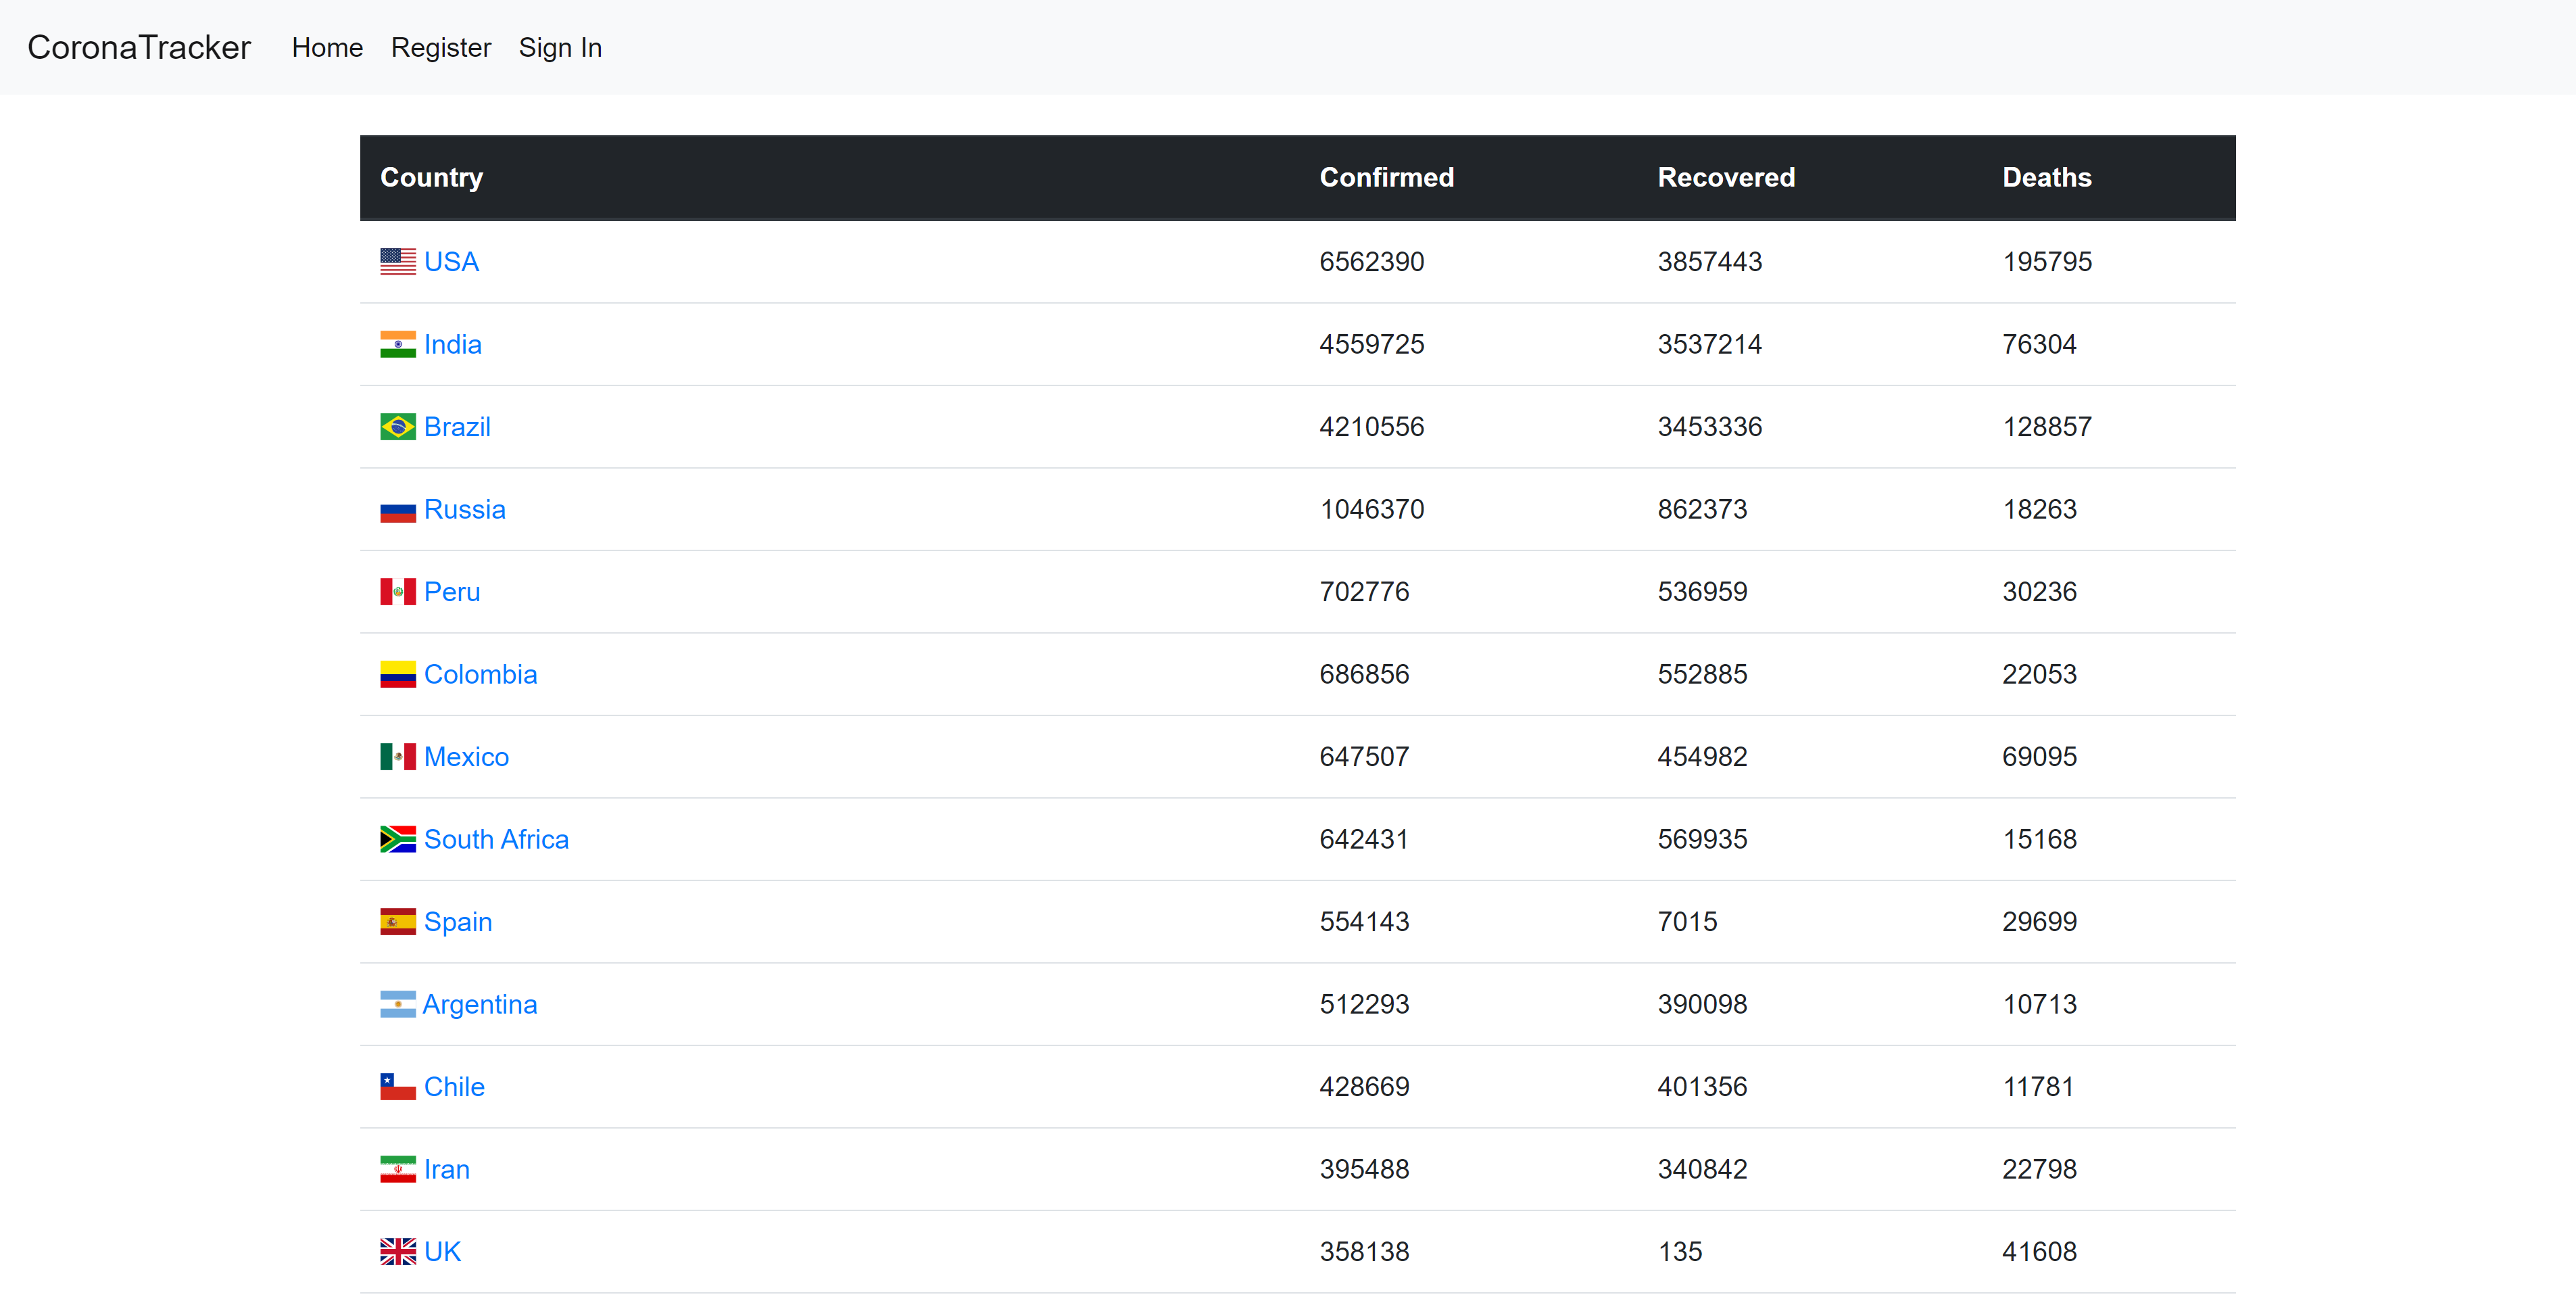 CoronaTracker Home Register Sign In
Country Confirmed Recovered Deaths
USA 6562390 3857443 195795
India 4559725 3537214 76304
Brazil 4210556 3453336 128857
Russia 1046370 862373 18263
Peru 702776 536959 30236
Colombia 686856 552885 22053
Mexico 647507 454982 69095
South Africa 642431 569935 15168
Spain 554143 7015 29699
Argentina 512293 390098 10713
Chile 428669 401356 11781
Iran 395488 340842 22798
UK 358138 135 41608